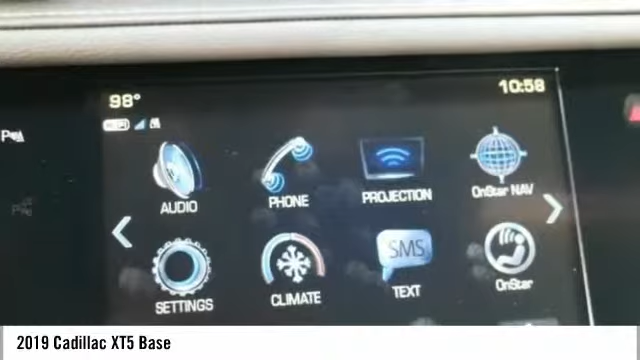 98°
10:58
AUDIO
PHONE
PROJECTION
OnStar NAV
SETTINGS
CLIMATE
SMS
TEXT
OnStar
2019 Cadillac XT5 Base